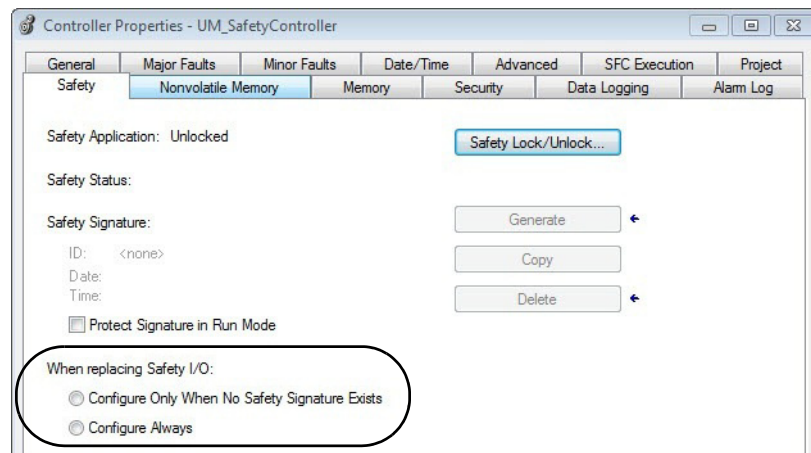 Controller Properties - UM_SafetyController
General Major Faults Minor Faults Date/Time Advanced SFC Execution Project
Safety Nonvolatile Memory Memory Security Data Logging Alarm Log
Safety Application: Unlocked Safety Lock/Unlock...
Safety Status:
Safety Signature: Generate
ID: <none> Copy
Date:
Time: Delete
Protect Signature in Run Mode
When replacing Safety I/O:
Configure Only When No Safety Signature Exists
Configure Always